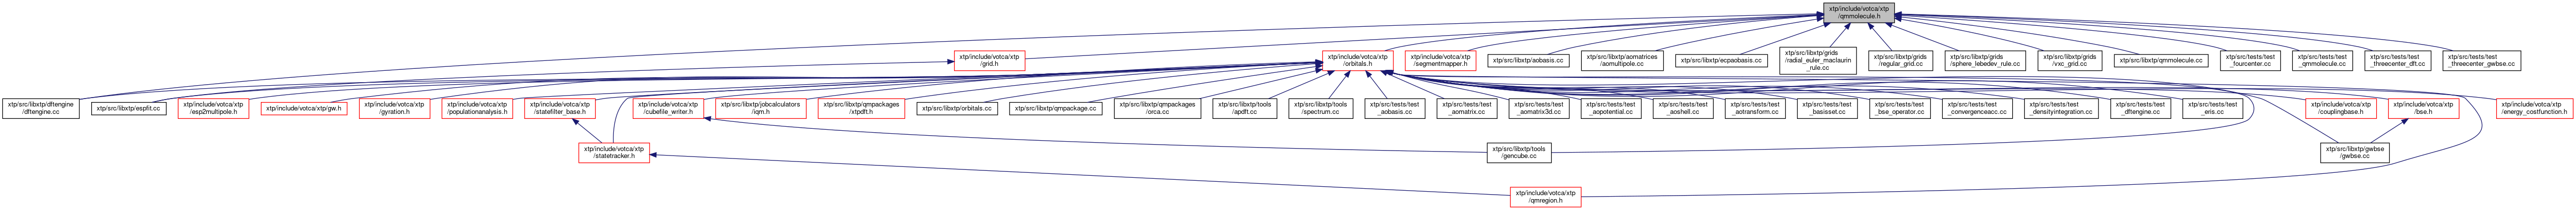 xtp/include/votca/xtp
/qmmolecule.h
xtp/include/votca/xtp
/grid.h
xtp/include/votca/xtp
/orbitals.h
xtp/include/votca/xtp
/segmentmapper.h
xtp/src/libxtp/aobasis.cc
xtp/src/libxtp/aomatrices
/aomultipole.cc
xtp/src/libxtp/ecpaobasis.cc
xtp/src/libxtp/grids
/radial_euler_maclaurin
_rule.cc
xtp/src/libxtp/grids
/regular_grid.cc
xtp/src/libxtp/grids
/sphere_lebedev_rule.cc
xtp/src/libxtp/grids
/vxc_grid.cc
xtp/src/libxtp/qmmolecule.cc
xtp/src/tests/test
_fourcenter.cc
xtp/src/tests/test
_qmmolecule.cc
xtp/src/tests/test
_threecenter_dft.cc
xtp/src/tests/test
_threecenter_gwbse.cc
xtp/src/libxtp/dftengine
/dftengine.cc
xtp/src/libxtp/espfit.cc
xtp/include/votca/xtp
/esp2multipole.h
xtp/include/votca/xtp/gw.h
xtp/include/votca/xtp
/gyration.h
xtp/include/votca/xtp
/populationanalysis.h
xtp/include/votca/xtp
/statefilter_base.h
xtp/include/votca/xtp
/cubefile_writer.h
xtp/src/libxtp/jobcalculators
/iqm.h
xtp/src/libxtp/qmpackages
/xtpdft.h
xtp/src/libxtp/orbitals.cc
xtp/src/libxtp/qmpackage.cc
xtp/src/libxtp/qmpackages
/orca.cc
xtp/src/libxtp/tools
/apdft.cc
xtp/src/libxtp/tools
/spectrum.cc
xtp/src/tests/test
_aobasis.cc
xtp/src/tests/test
_aomatrix.cc
xtp/src/tests/test
_aomatrix3d.cc
xtp/src/tests/test
_aopotential.cc
xtp/src/tests/test
_aoshell.cc
xtp/src/tests/test
_aotransform.cc
xtp/src/tests/test
_basisset.cc
xtp/src/tests/test
_bse_operator.cc
xtp/src/tests/test
_convergenceacc.cc
xtp/src/tests/test
_densityintegration.cc
xtp/src/tests/test
_dftengine.cc
xtp/src/tests/test
_eris.cc
xtp/include/votca/xtp
/couplingbase.h
xtp/include/votca/xtp
/bse.h
xtp/include/votca/xtp
/energy_costfunction.h
xtp/include/votca/xtp
/statetracker.h
xtp/src/libxtp/tools
/gencube.cc
xtp/src/libxtp/gwbse
/gwbse.cc
xtp/include/votca/xtp
/qmregion.h